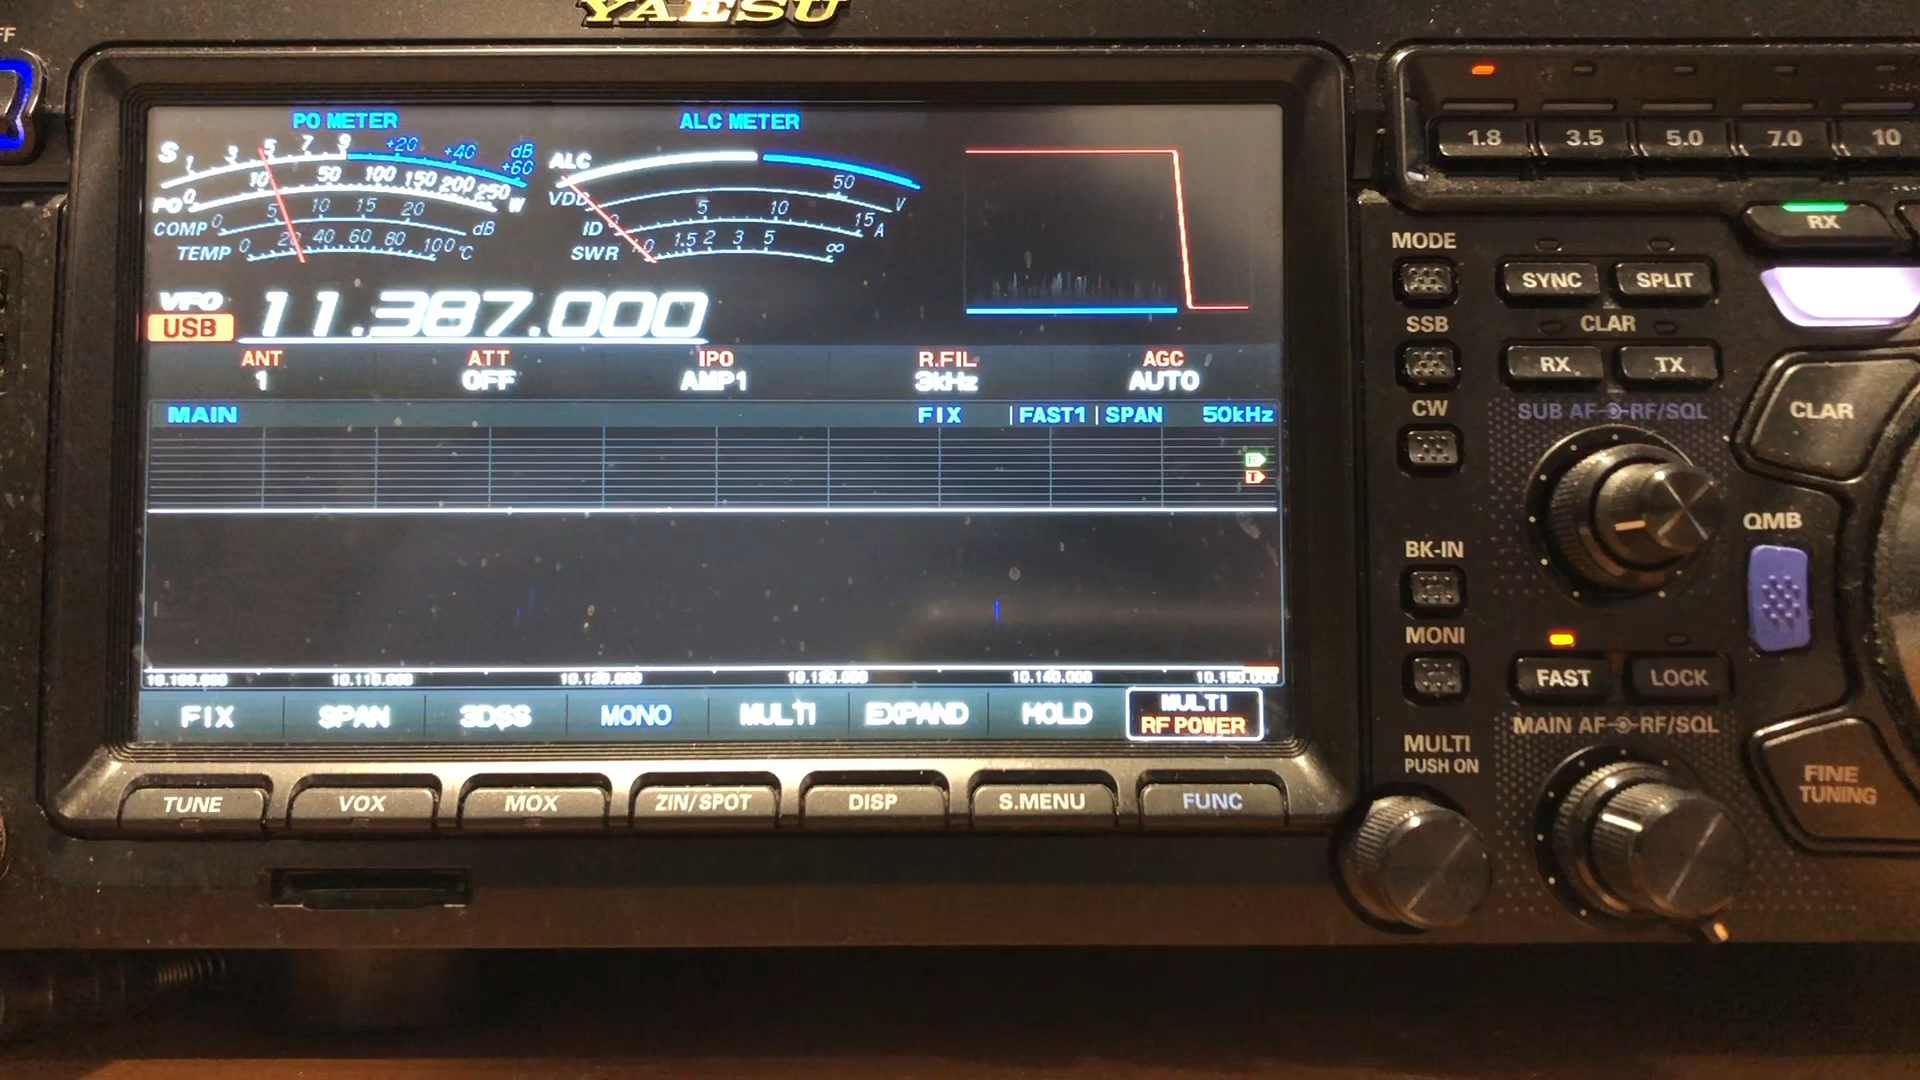 YAESU
FF
PO METER
ALC METER
S 1 3 5 7 9 +20 +40 +60 dB
PO 0 10 50 100 150 200 250 W
COMP 0 5 10 15 20 dB
TEMP 0 20 40 60 80 100 °C
ALC
VDD 50 V
ID 0 5 10 15 A
SWR 1.0 1.5 2 3 5 ∞
VFO
USB 11.387.000
ANT ATT IPO R.FIL AGC
1 OFF AMP1 3kHz AUTO
MAIN FIX FAST1 SPAN 50kHz
R
T
10.100.000 10.110.000 10.120.000 10.130.000 10.140.000 10.150.000
FIX SPAN 3DSS MONO MULTI EXPAND HOLD MULTI
RF POWER
TUNE VOX MOX ZIN/SPOT DISP S.MENU FUNC
1.8 3.5 5.0 7.0 10
RX
MODE
SYNC SPLIT
SSB
CLAR
RX TX
CLAR
CW
SUB AF RF/SQL
QMB
BK-IN
MONI
FAST LOCK
MAIN AF RF/SQL
MULTI
PUSH ON
FINE
TUNING